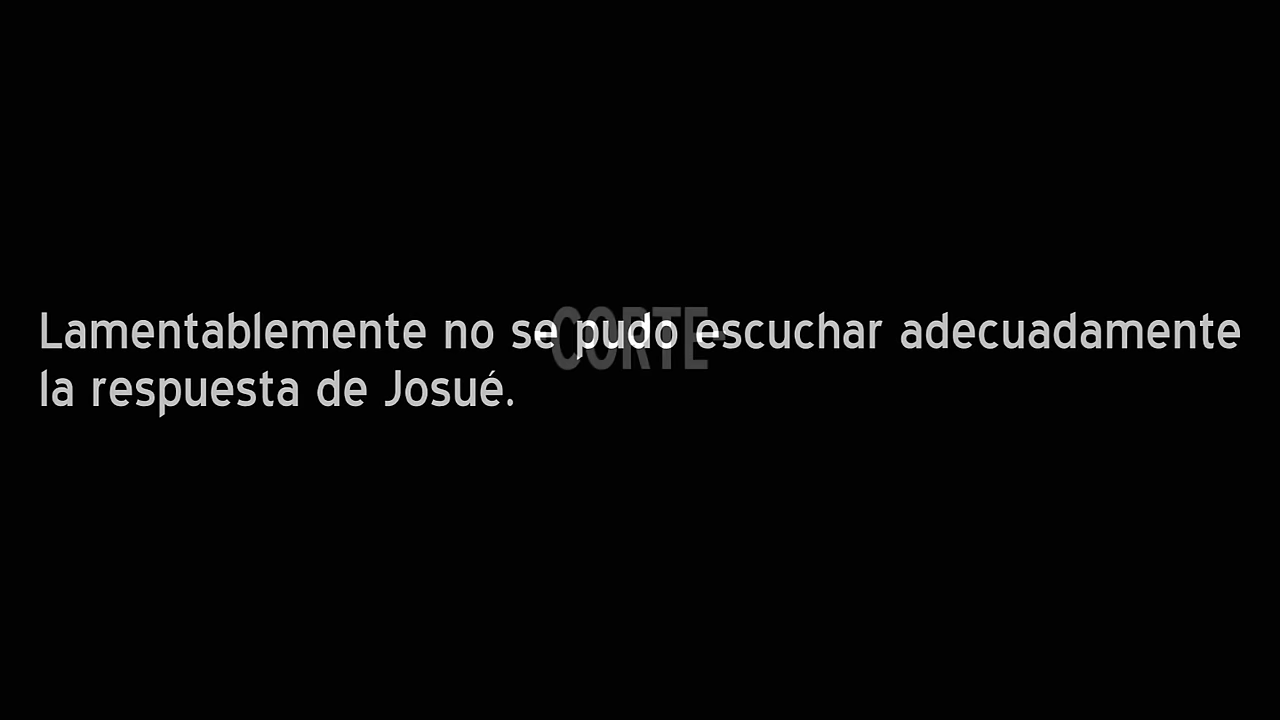 Lamentablemente no se pudo escuchar adecuadamente
la respuesta de Josué.
-CORTE-